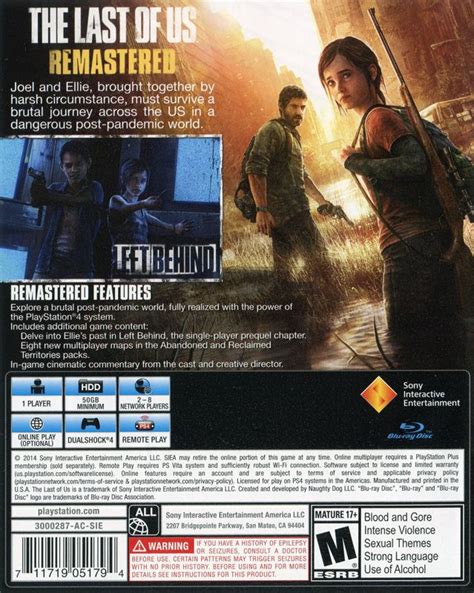 THE LAST OF US
REMASTERED
Joel and Ellie, brought together by
harsh circumstance, must survive a
brutal journey across the US in a
dangerous post-pandemic world.
LEFT BEHIND
REMASTERED FEATURES
Explore a brutal post-pandemic world, fully realized with the power
of the PlayStation®4 system.
Includes additional game content:
Delve into Ellie's past in Left Behind, the single-player prequel chapter.
Eight new multiplayer maps in the Abandoned and Reclaimed
Territories packs.
In-game cinematic commentary from the cast and creative director.
1 PLAYER
HDD
50GB
MINIMUM
2 – 8
NETWORK PLAYERS
ONLINE PLAY
(OPTIONAL)
DUALSHOCK®4
PS4
REMOTE PLAY
Sony
Interactive
Entertainment
Blu-ray Disc
© 2014 Sony Interactive Entertainment America LLC. SIEA may retire the online portion of this game at any time. Online multiplayer requires a PlayStation Plus
membership (sold separately). Remote Play requires PS Vita system and sufficiently robust Wi-Fi connection. Software subject to license and limited warranty
(us.playstation.com/softwarelicense). Online features require an account and are subject to terms of service and applicable privacy policy
(playstationnetwork.com/terms-of-service & playstationnetwork.com/privacy-policy). Licensed for play on PS4 systems in the Americas. Manufactured and printed in the
U.S.A. The Last of Us is a trademark of Sony Interactive Entertainment America LLC. Created and developed by Naughty Dog LLC. "Blu-ray Disc", "Blu-ray" and "Blu-ray
Disc" logo are trademarks of Blu-ray Disc Association.
playstation.com
3000287-AC-SIE
ALL
Sony Interactive Entertainment America LLC
2207 Bridgepointe Parkway, San Mateo, CA 94404
WARNING
IF YOU HAVE A HISTORY OF EPILEPSY
OR SEIZURES, CONSULT A DOCTOR
BEFORE USE. CERTAIN PATTERNS MAY TRIGGER SEIZURES
WITH NO PRIOR HISTORY. BEFORE USING AND FOR MORE
DETAILS SEE INSTRUCTIONS FOR THIS PRODUCT.
7 11719 05179 4
MATURE 17+
M
ESRB
Blood and Gore
Intense Violence
Sexual Themes
Strong Language
Use of Alcohol